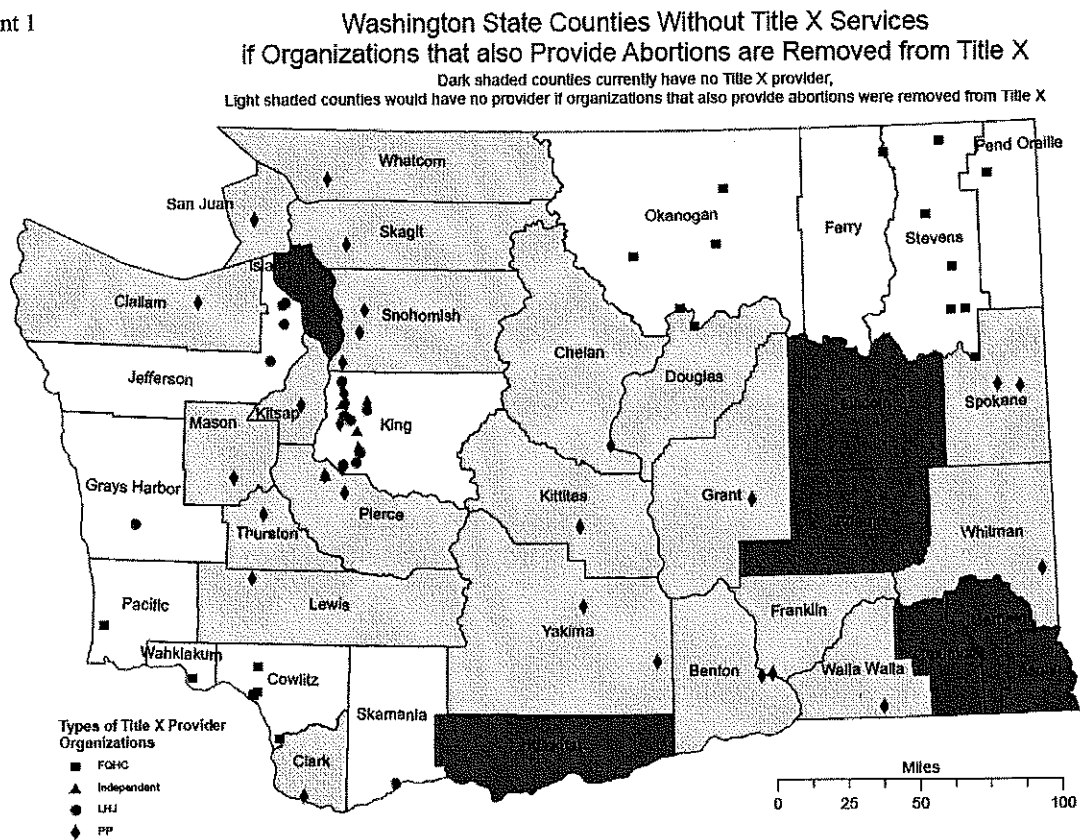 nt 1
Washington State Counties Without Title X Services
if Organizations that also Provide Abortions are Removed from Title X
Dark shaded counties currently have no Title X provider,
Light shaded counties would have no provider if organizations that also provide abortions were removed from Title X
Whatcom
Pend Oreille
San Juan
Okanogan
Ferry
Stevens
Skagit
Isla
Clallam
Snohomish
Chelan
Jefferson
Douglas
Kitsap
Mason
King
Spokane
Grays Harbor
Kittitas
Grant
Pierce
Thurston
Whitman
Pacific
Lewis
Yakima
Franklin
Wahkiakum
Cowlitz
Benton
Walla Walla
Skamania
Clark
Types of Title X Provider
Organizations
FQHC
Independent
LHJ
PP
Miles
0 25 50 100